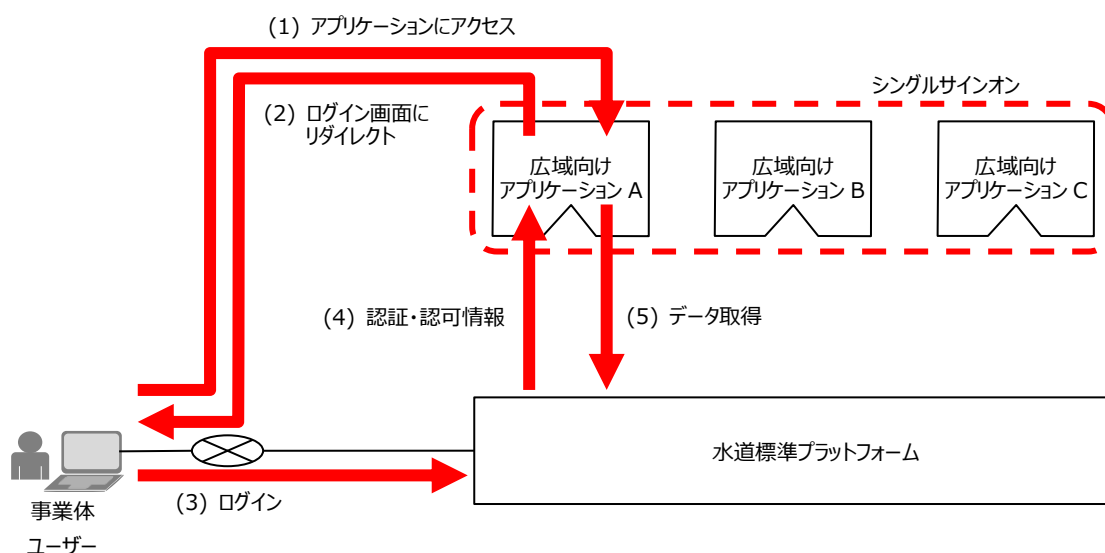 (1) アプリケーションにアクセス
シングルサインオン
(2) ログイン画面に
リダイレクト
広域向け
アプリケーション A
広域向け
アプリケーション B
広域向け
アプリケーション C
(4) 認証・認可情報
(5) データ取得
水道標準プラットフォーム
(3) ログイン
事業体
ユーザー